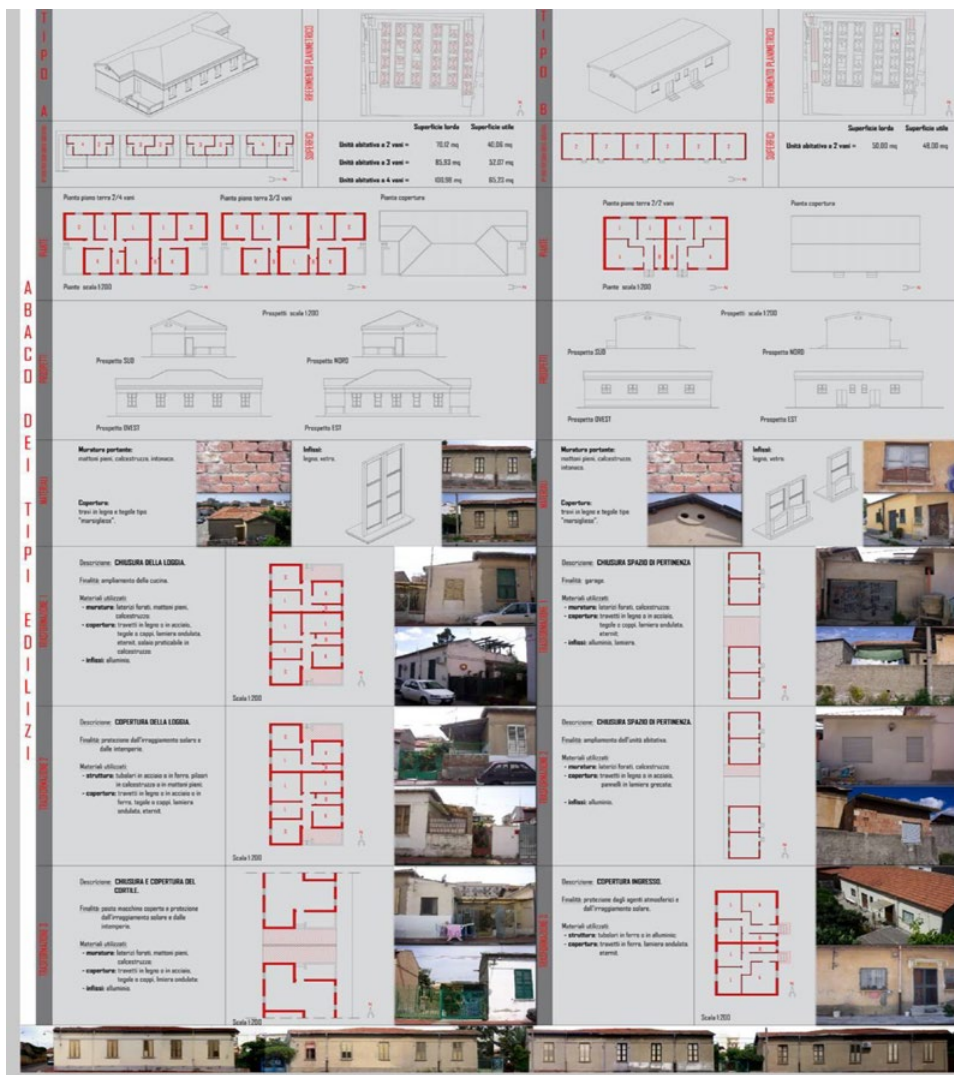 ABACO DEI TIPI EDILIZI
TIPO A
RIFERIMENTO PLANIMETRICO
SUPERFICI
Superficie lorda Superficie utile
Unità abitativa a 2 vani = 70,12 mq 40,06 mq
Unità abitativa a 3 vani = 85,93 mq 52,07 mq
Unità abitativa a 4 vani = 100,98 mq 65,23 mq
PIANTE
Pianta piano terra 2/4 vani
Pianta piano terra 3/3 vani
Pianta copertura
Piante scala 1:200
PROSPETTI
Prospetti scala 1:200
Prospetto SUD
Prospetto NORD
Prospetto OVEST
Prospetto EST
MATERIALI
Muratura portante:
mattoni pieni, calcestruzzo, intonaco.
Copertura:
travi in legno e tegole tipo
"marsigliese".
Infissi:
legno, vetro.
TRASFORMAZIONE 1
Descrizione: CHIUSURA DELLA LOGGIA.
Finalità: ampliamento della cucina.
Materiali utilizzati:
- murature: laterizi forati, mattoni pieni,
calcestruzzo
- copertura: travetti in legno o in acciaio,
tegole o coppi, lamiera ondulata,
eternit, solaio praticabile in
calcestruzzo
- infissi: alluminio.
Scala 1:200
TRASFORMAZIONE 2
Descrizione: COPERTURA DELLA LOGGIA.
Finalità: protezione dall'irraggiamento solare e
dalle intemperie.
Materiali utilizzati:
- struttura: tubolari in acciaio o in ferro, pilastri
in calcestruzzo o in mattoni pieni.
- copertura: travetti in legno o in acciaio o in
ferro, tegole o coppi, lamiera
ondulata, eternit.
Scala 1:200
TRASFORMAZIONE 3
Descrizione: CHIUSURA E COPERTURA DEL
CORTILE.
Finalità: posto macchina coperto e protezione
dall'irraggiamento solare e dalle
intemperie.
Materiali utilizzati:
- murature: laterizi forati, mattoni pieni,
calcestruzzo.
- copertura: travetti in legno o in acciaio,
tegole o coppi, lmiera ondulata.
- infissi: alluminio.
Scala 1:200
TIPO B
RIFERIMENTO PLANIMETRICO
SUPERFICI
Superficie lorda Superficie utile
Unità abitativa a 2 vani = 50,00 mq 48,00 mq
PIANTE
Pianta piano terra 2/2 vani
Pianta copertura
Piante scala 1:200
PROSPETTI
Prospetti scala 1:200
Prospetto SUD
Prospetto NORD
Prospetto OVEST
Prospetto EST
MATERIALI
Muratura portante:
mattoni pieni, calcestruzzo,
intonaco.
Copertura:
travi in legno e tegole tipo
"marsigliese".
Infissi:
legno, vetro.
TRASFORMAZIONE 1
Descrizione: CHIUSURA SPAZIO DI PERTINENZA
Finalità: garage.
Materiali utilizzati:
- murature: laterizi forati, calcestruzzo
- copertura: travetti in legno o in acciaio,
tegole o coppi, lamiera ondulata,
eternit;
- infissi: alluminio, lamiera.
Scala 1:200
TRASFORMAZIONE 2
Descrizione: CHIUSURA SPAZIO DI PERTINENZA.
Finalità: ampliamento dell'unità abitativa.
Materiali utilizzati:
- murature: laterizi forati, calcestruzzo;
- copertura: travetti in legno o in acciaio,
pannelli in lamiera grecata;
- infissi: alluminio.
Scala 1:200
TRASFORMAZIONE 3
Descrizione: COPERTURA INGRESSO.
Finalità: protezione dagli agenti atmosferici e
dall'irraggiamento solare.
Materiali utilizzati:
- struttura: tubolari in ferro o in alluminio;
- copertura: travetti in ferro, lamiera ondulata
eternit.
Scala 1:200